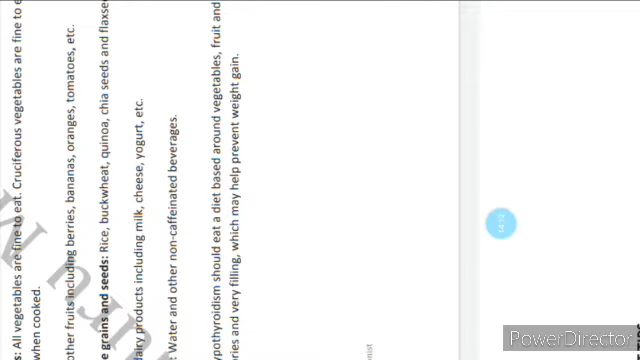 s: All vegetables are fine to eat. Cruciferous vegetables are fine to e
when cooked.
other fruits including berries, bananas, oranges, tomatoes, etc.
e grains and seeds: Rice, buckwheat, quinoa, chia seeds and flaxse
dairy products including milk, cheese, yogurt, etc.
: Water and other non-caffeinated beverages.
ypothyroidism should eat a diet based around vegetables, fruit and
ries and very filling, which may help prevent weight gain.
onist
PowerDirector